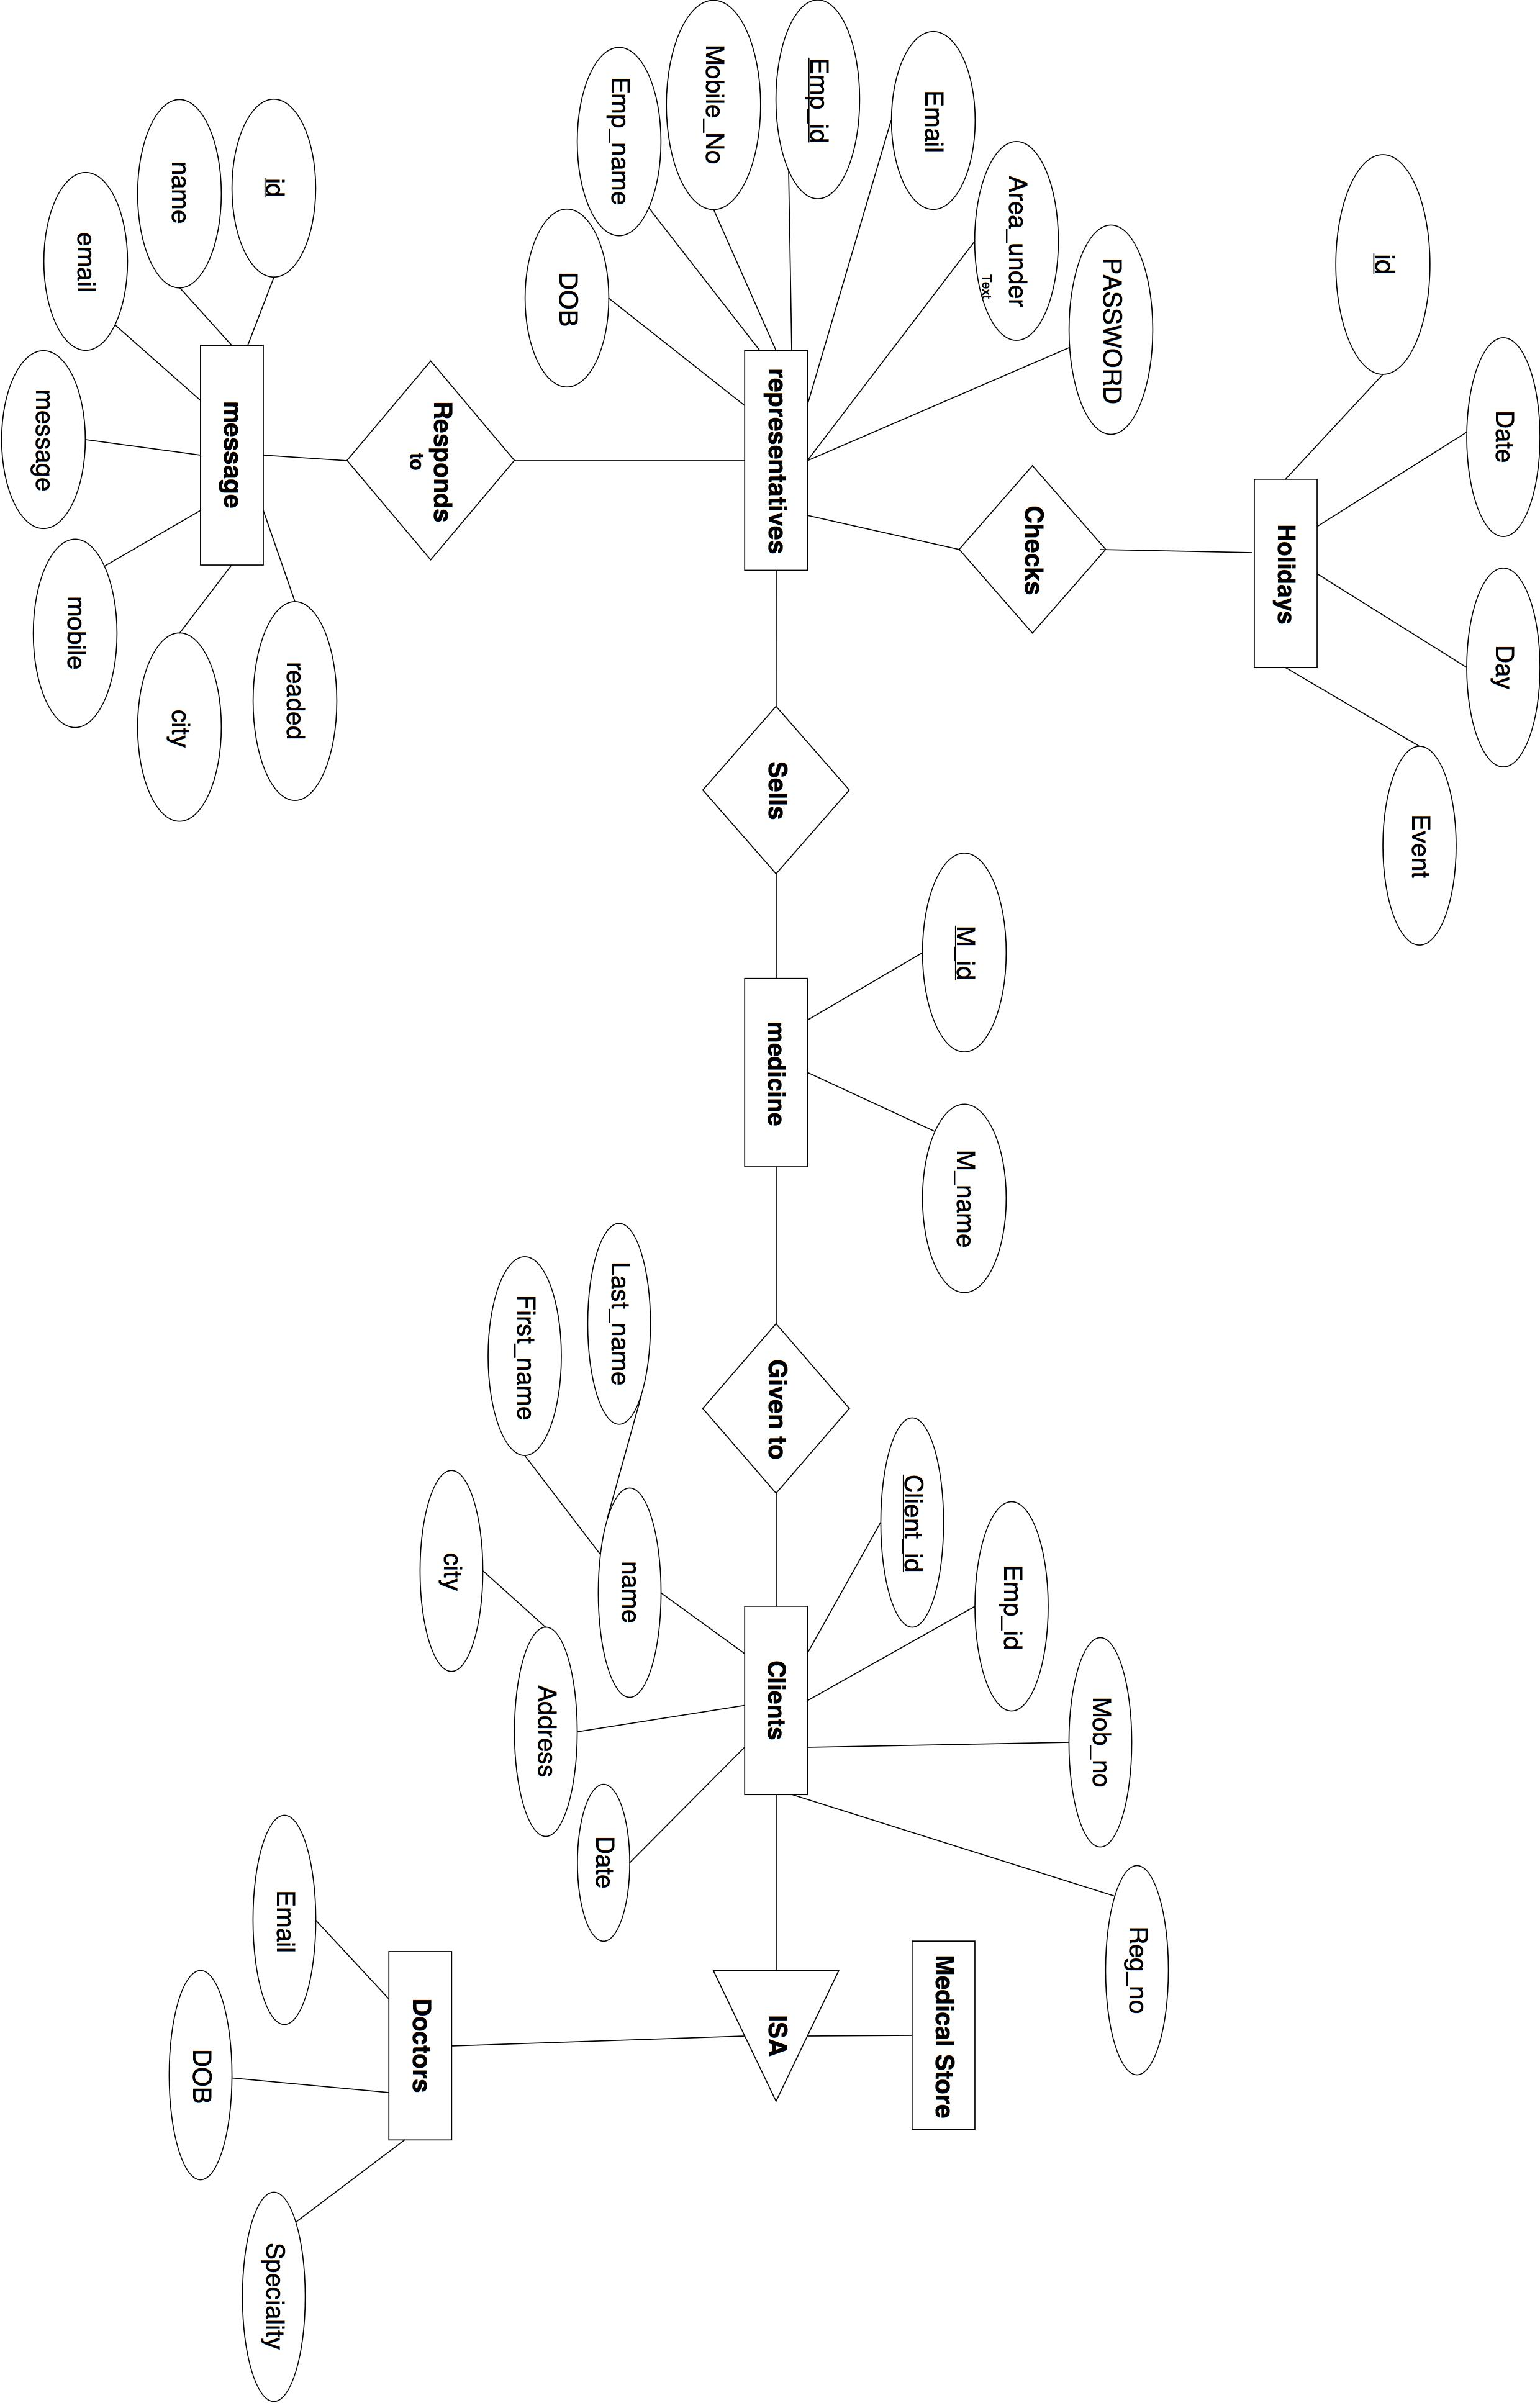 id
Date
Day
Event
Holidays
Checks
PASSWORD
Area_under
Text
Email
Emp_id
Mobile_No
Emp_name
DOB
representatives
Sells
M_id
M_name
medicine
Given to
Client_id
Emp_id
Mob_no
Reg_no
Clients
Last_name
First_name
name
city
Address
Date
ISA
Medical Store
Doctors
Email
DOB
Speciality
Responds
to
message
id
name
email
message
mobile
city
readed